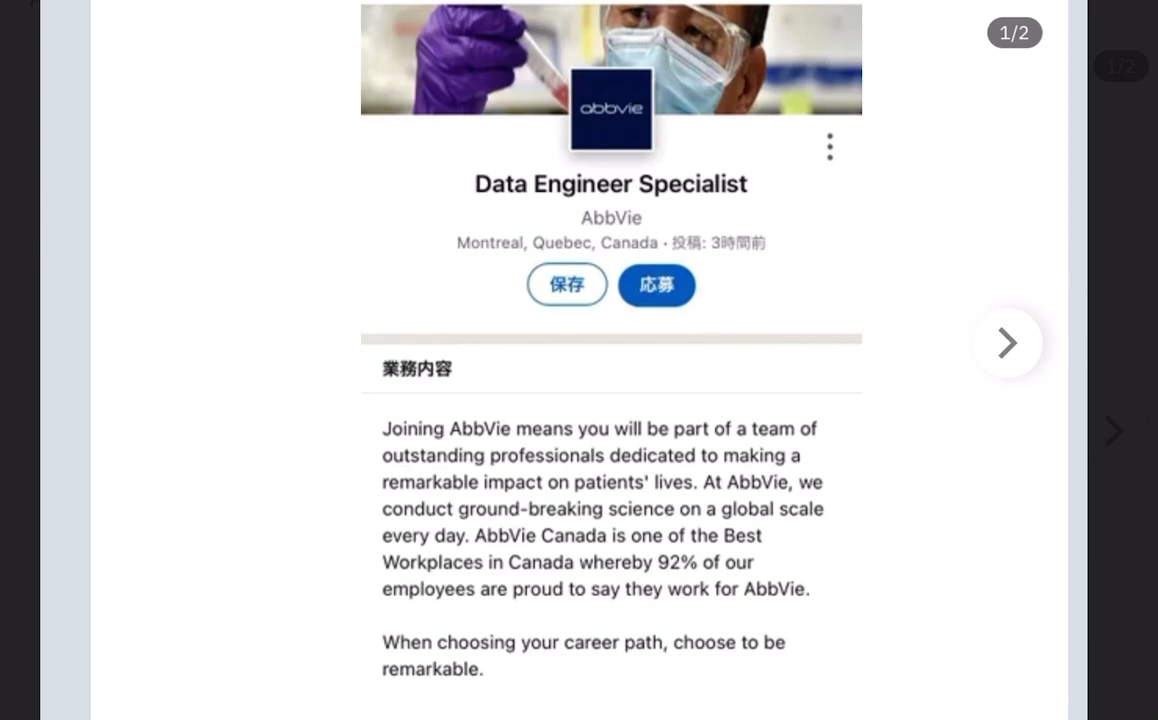 1/2
1/2
abbvie
Data Engineer Specialist
AbbVie
Montreal, Quebec, Canada · 投稿: 3時間前
保存
応募
業務内容
Joining AbbVie means you will be part of a team of
outstanding professionals dedicated to making a
remarkable impact on patients' lives. At AbbVie, we
conduct ground-breaking science on a global scale
every day. AbbVie Canada is one of the Best
Workplaces in Canada whereby 92% of our
employees are proud to say they work for AbbVie.
When choosing your career path, choose to be
remarkable.